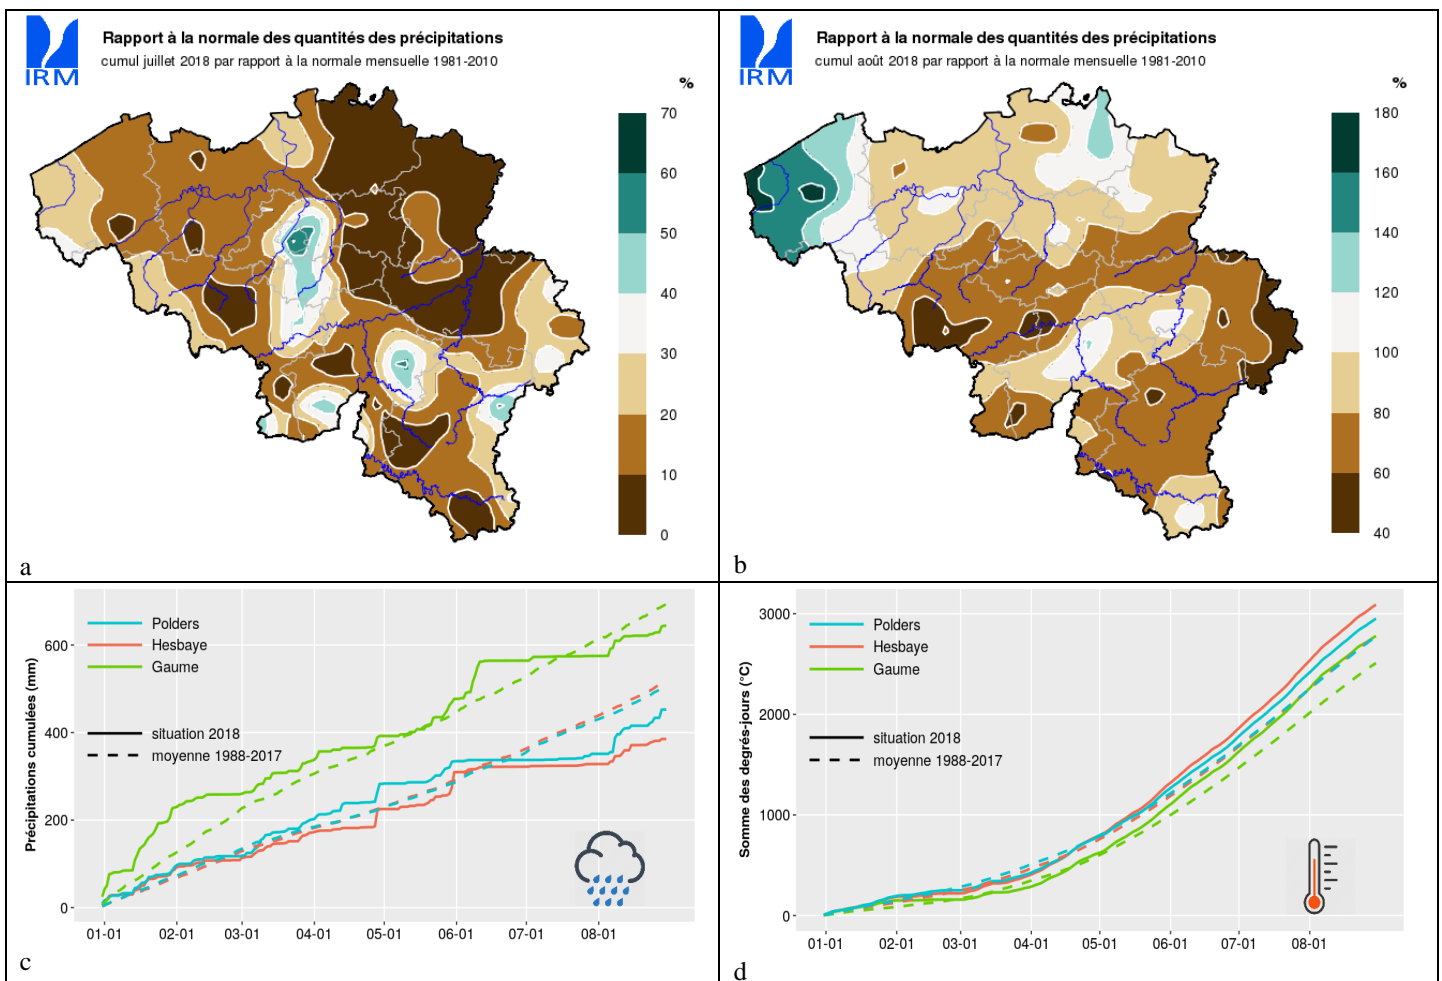 IRM
Rapport à la normale des quantités des précipitations
cumul juillet 2018 par rapport à la normale mensuelle 1981-2010
%
70
60
50
40
30
20
10
0
a
IRM
Rapport à la normale des quantités des précipitations
cumul août 2018 par rapport à la normale mensuelle 1981-2010
%
180
160
140
120
100
80
60
40
b
Précipitations cumulées (mm)
600
400
200
0
Polders
Hesbaye
Gaume
situation 2018
moyenne 1988-2017
01-01 02-01 03-01 04-01 05-01 06-01 07-01 08-01
c
Somme des degrés-jours (°C)
3000
2000
1000
0
Polders
Hesbaye
Gaume
situation 2018
moyenne 1988-2017
01-01 02-01 03-01 04-01 05-01 06-01 07-01 08-01
d